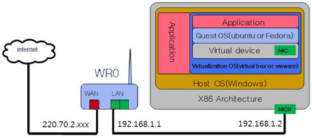 internet
WR0
WAN
LAN
220.70.2.xxx
192.168.1.1
192.168.1.2
Application
Application
Guest OS(ubuntu or Fedora)
Virtual device
NIC
Virtualization OS(virtual box or vmware)
Host OS(Windows)
X86 Architecture